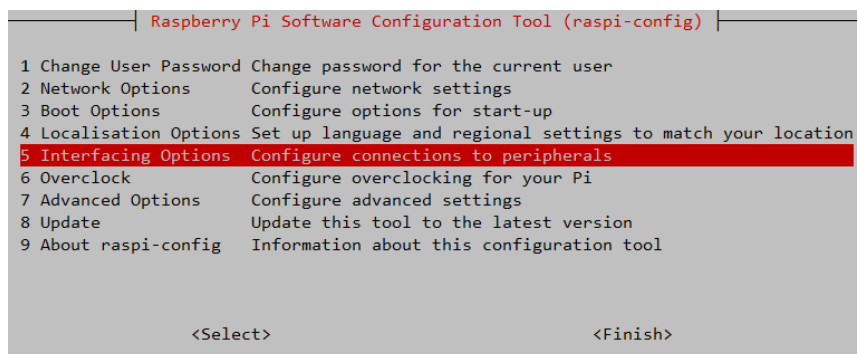 Raspberry Pi Software Configuration Tool (raspi-config)
1 Change User Password Change password for the current user
2 Network Options Configure network settings
3 Boot Options Configure options for start-up
4 Localisation Options Set up language and regional settings to match your location
5 Interfacing Options Configure connections to peripherals
6 Overclock Configure overclocking for your Pi
7 Advanced Options Configure advanced settings
8 Update Update this tool to the latest version
9 About raspi-config Information about this configuration tool
<Select> <Finish>